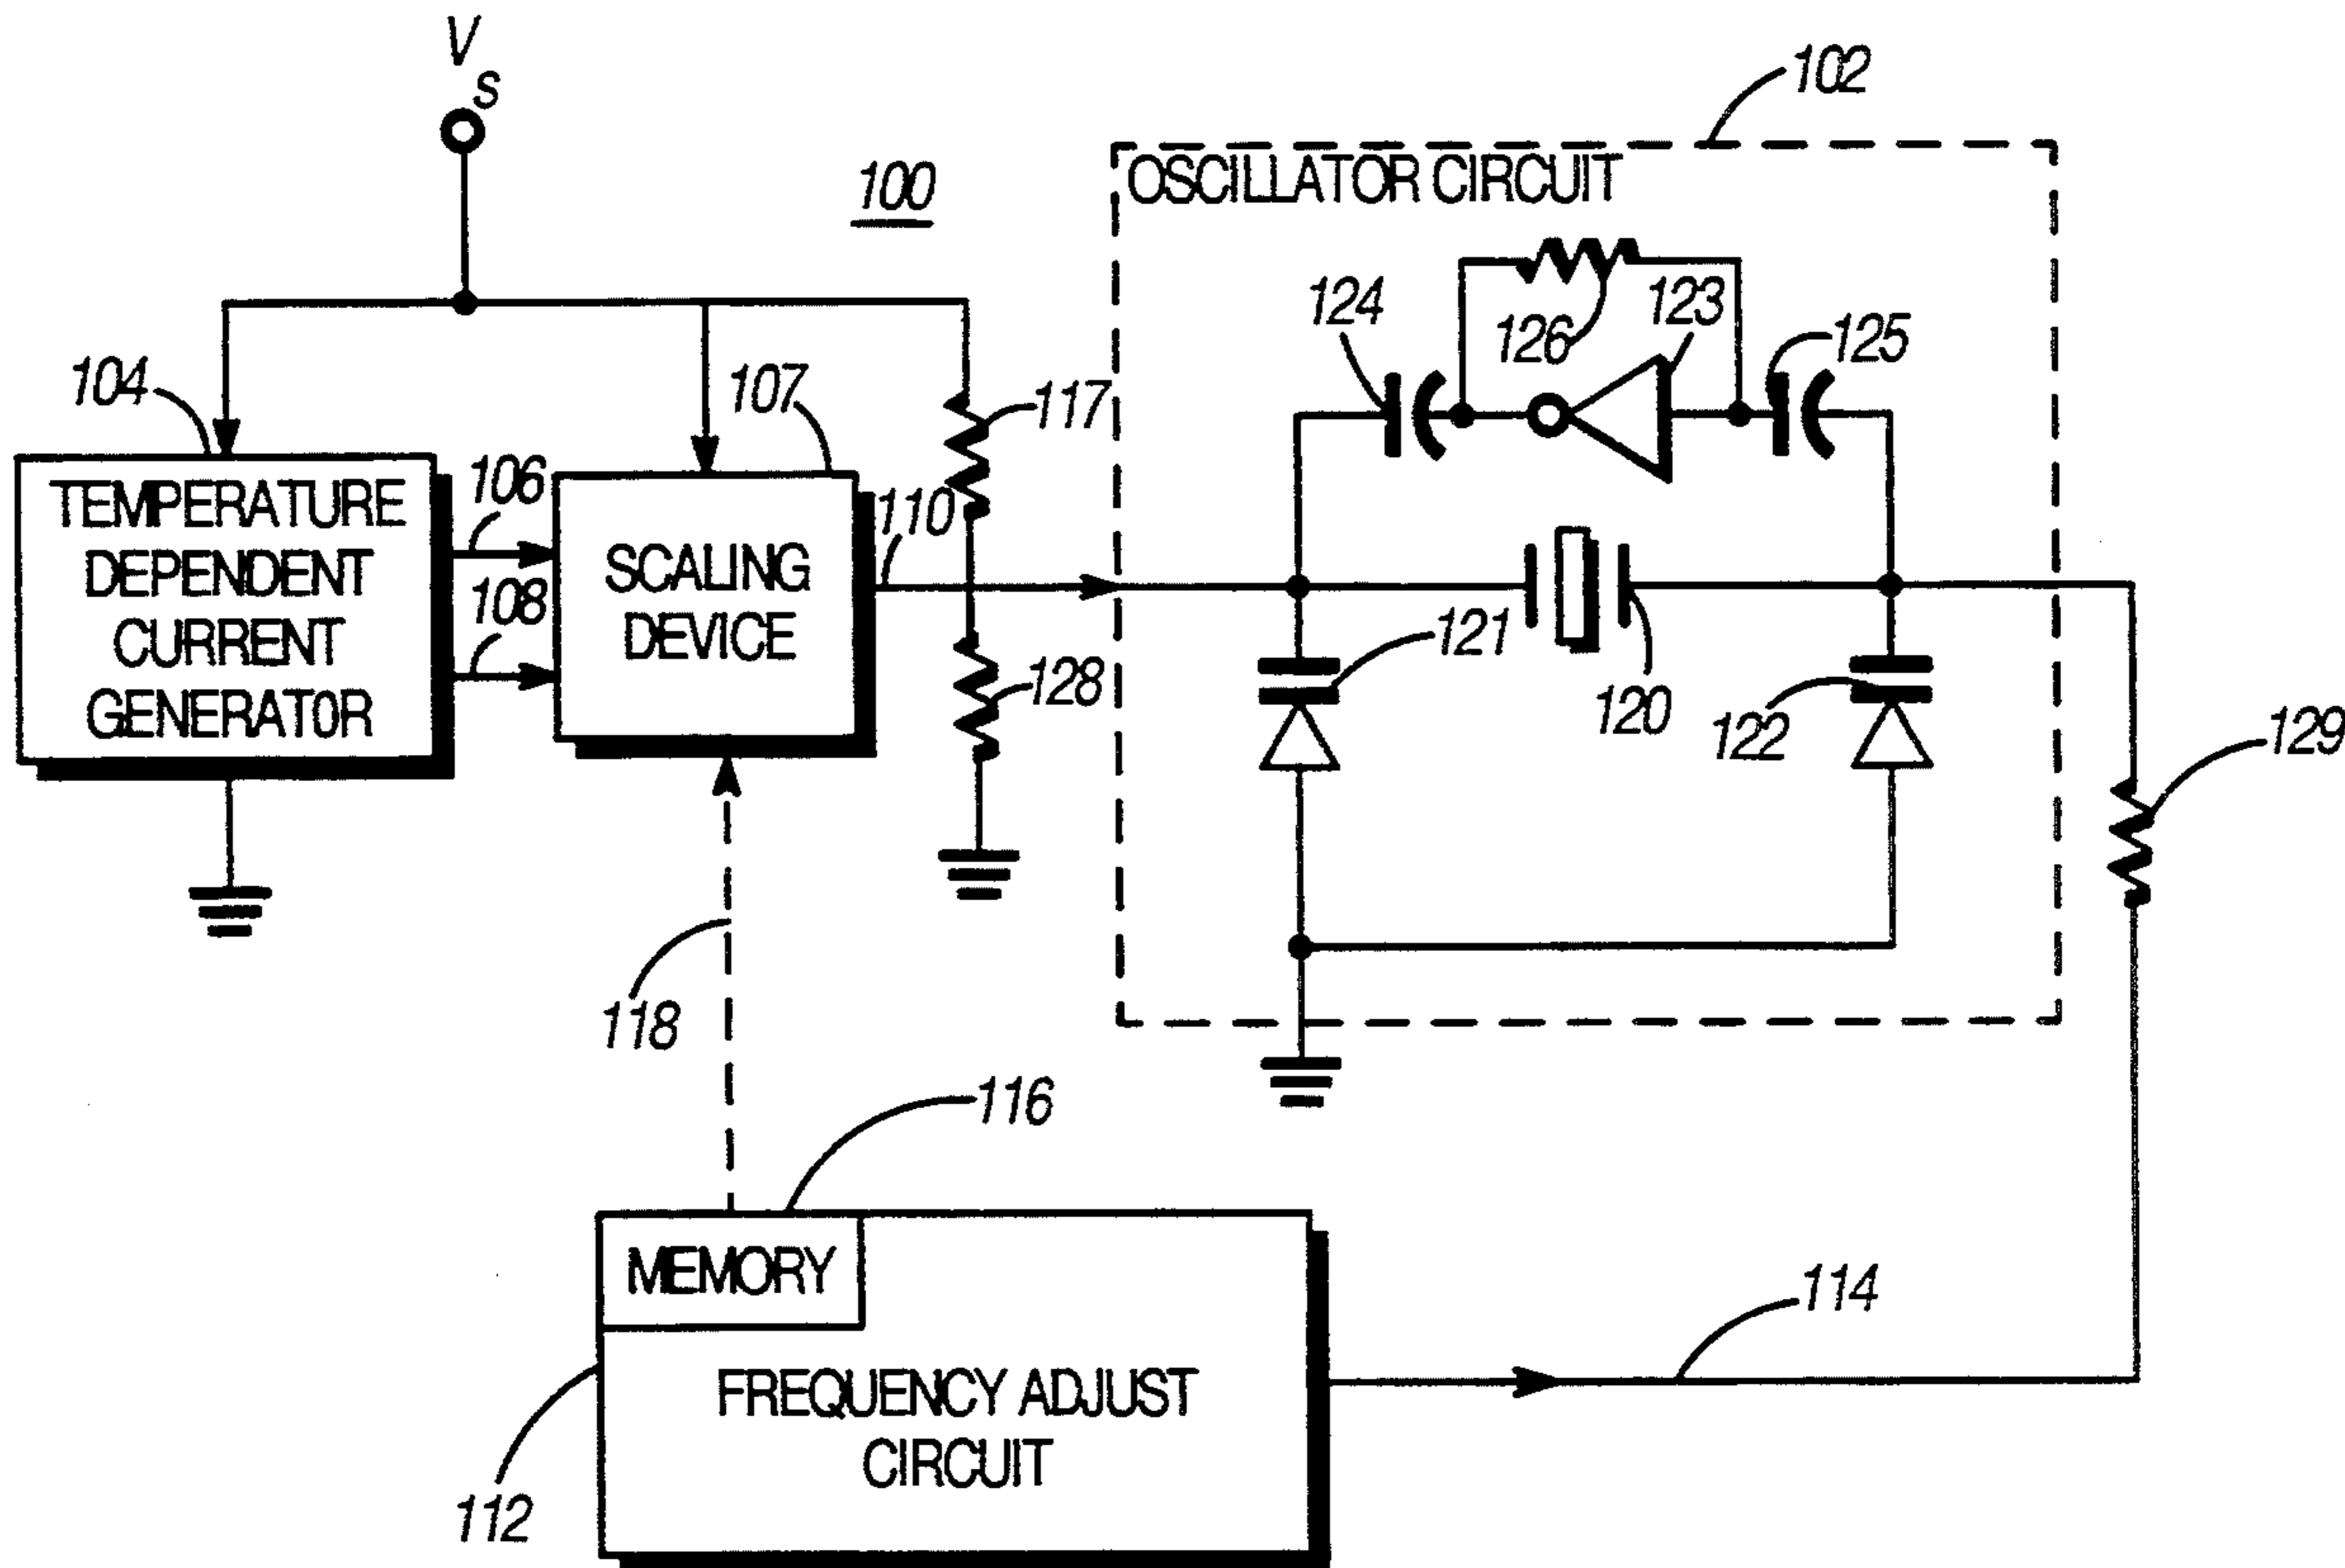 V
S
100
102
OSCILLATOR CIRCUIT
124
126
123
125
104
107
117
TEMPERATURE
DEPENDENT
CURRENT
GENERATOR
106
108
SCALING
DEVICE
110
121
120
122
128
129
118
116
MEMORY
114
FREQUENCY ADJUST
CIRCUIT
112